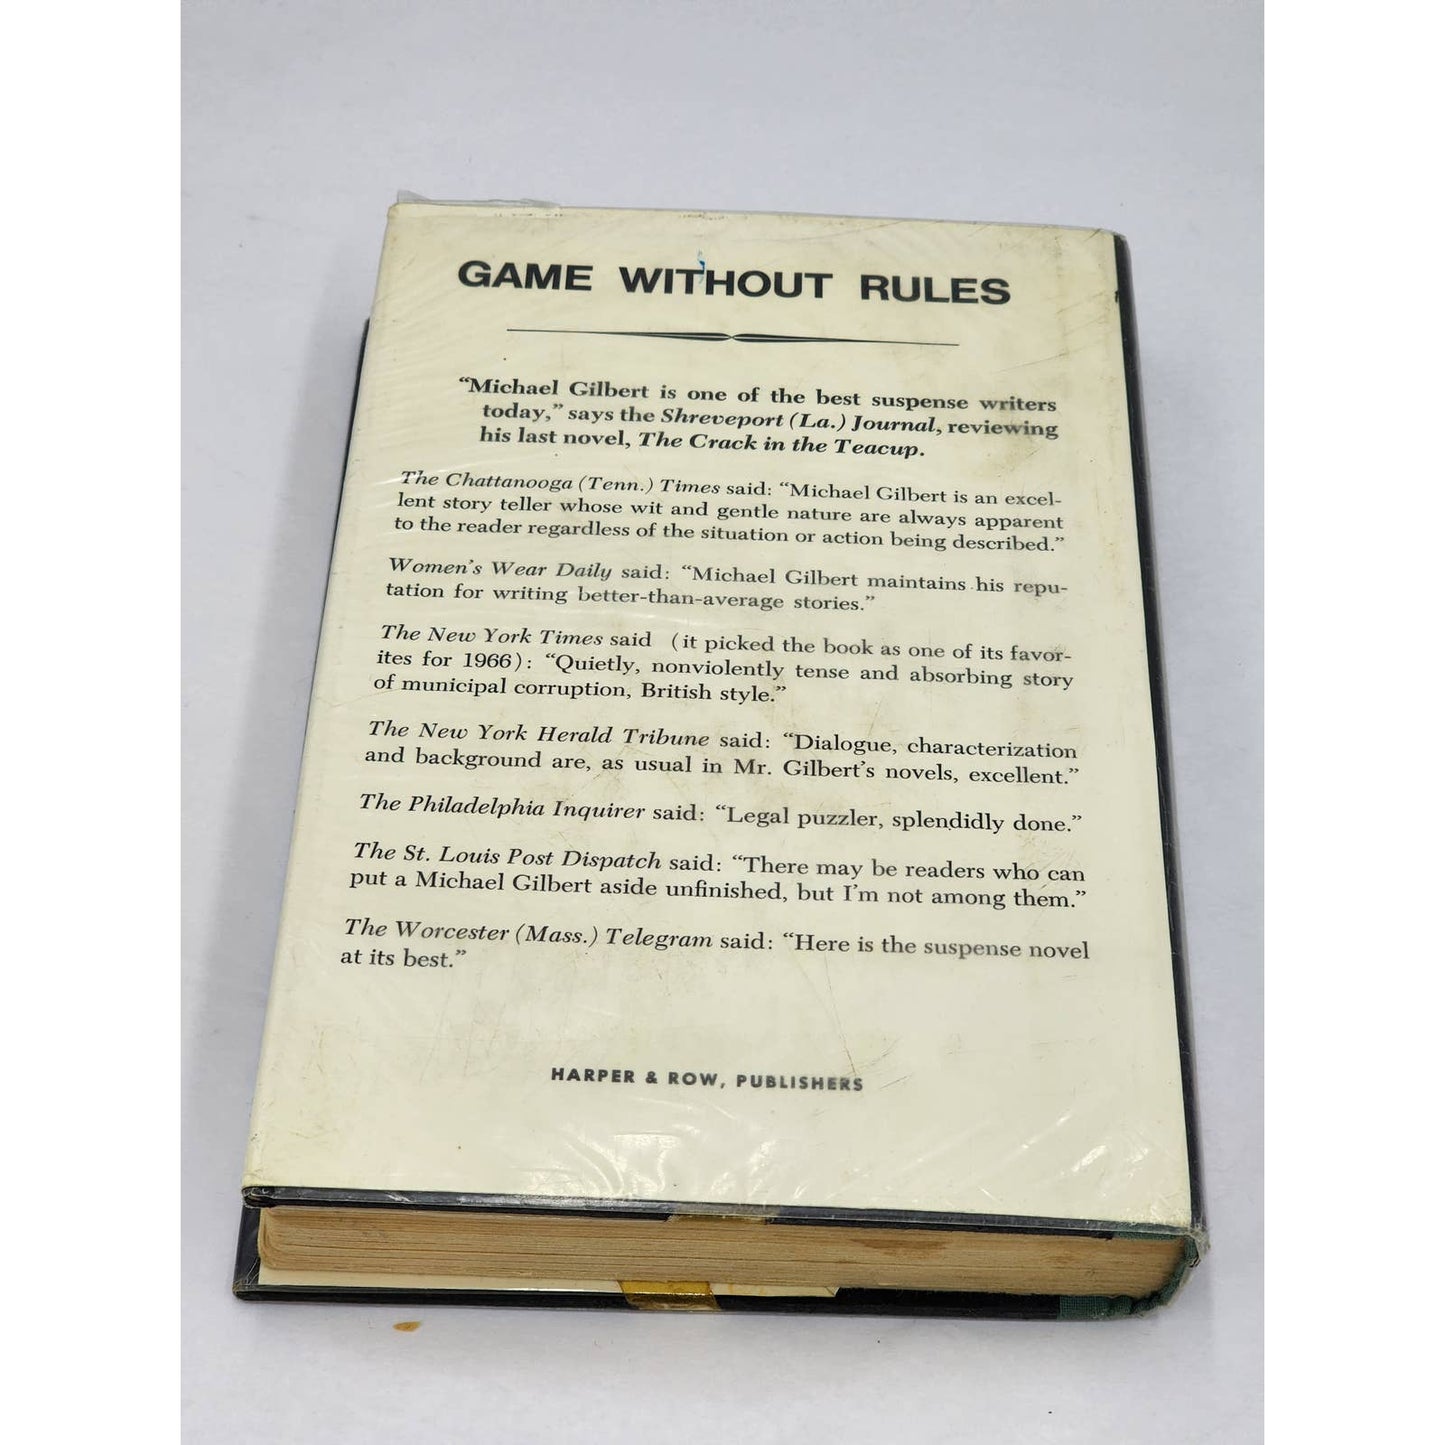 GAME WITHOUT RULES
“Michael Gilbert is one of the best suspense writers
today,” says the Shreveport (La.) Journal, reviewing
his last novel, The Crack in the Teacup.
The Chattanooga (Tenn.) Times said: “Michael Gilbert is an excel-
lent story teller whose wit and gentle nature are always apparent
to the reader regardless of the situation or action being described.”
Women’s Wear Daily said: “Michael Gilbert maintains his repu-
tation for writing better-than-average stories.”
The New York Times said (it picked the book as one of its favor-
ites for 1966): “Quietly, nonviolently tense and absorbing story
of municipal corruption, British style.”
The New York Herald Tribune said: “Dialogue, characterization
and background are, as usual in Mr. Gilbert’s novels, excellent.”
The Philadelphia Inquirer said: “Legal puzzler, splendidly done.”
The St. Louis Post Dispatch said: “There may be readers who can
put a Michael Gilbert aside unfinished, but I’m not among them.”
The Worcester (Mass.) Telegram said: “Here is the suspense novel
at its best.”
HARPER & ROW, PUBLISHERS